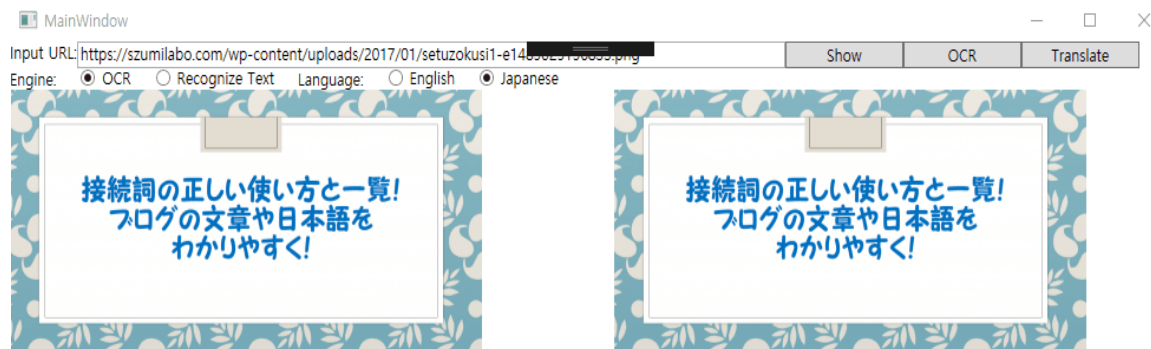 MainWindow
Input URL: https://szumilabo.com/wp-content/uploads/2017/01/setuzokusi1- Show OCR Translate
Engine: OCR Recognize Text Language: English Japanese
接続詞の正しい使い方と一覧!
ブログの文章や日本語を
わかりやすく!
接続詞の正しい使い方と一覧!
ブログの文章や日本語を
わかりやすく!